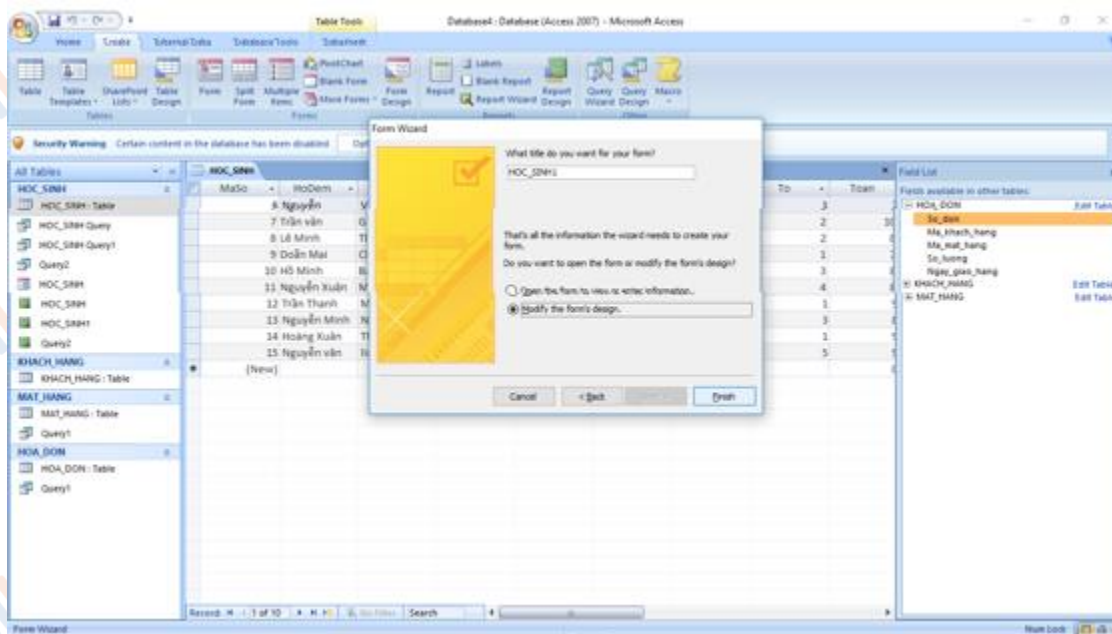 Table Tools
Database4 : Database (Access 2007) - Microsoft Access
Home Create External Data Database Tools Datasheet
Table
Table Templates
SharePoint Lists
Table Design
Form
Split Form
Multiple Items
PivotChart
Blank Form
More Forms
Form Design
Report
Labels
Blank Report
Report Wizard
Report Design
Query Wizard
Query Design
Macro
Tables
Forms
Reports
Other
Security Warning Certain content in the database has been disabled
All Tables
HOC_SINH
HOC_SINH : Table
HOC_SINH Query
HOC_SINH Query1
Query2
HOC_SINH
HOC_SINH
HOC_SINH1
Query2
KHACH_HANG
KHACH_HANG : Table
MAT_HANG
MAT_HANG : Table
Query1
HOA_DON
HOA_DON : Table
Query1
HOC_SINH
MaSo HoDem To Toan
6 Nguyễn V 3
7 Trần văn G 2
8 Lê Minh 2
9 Doãn Mai 1
10 Hồ Minh 3
11 Nguyễn Xuân 4
12 Trần Thanh 1
13 Nguyễn Minh 3
14 Hoàng Xuân 1
15 Nguyễn văn 5
(New)
Form Wizard
What title do you want for your form?
HOC_SINH1
That's all the information the wizard needs to create your
form.
Do you want to open the form or modify the form's design?
Open the form to view or enter information.
Modify the form's design.
Cancel < Back Finish
Field List
Fields available in other tables:
HOA_DON Edit Table
So_don
Ma_khach_hang
Ma_mat_hang
So_luong
Ngay_giao_hang
KHACH_HANG Edit Table
MAT_HANG Edit Table
Record: 1 of 10 No Filter Search
Form Wizard
Num Lock